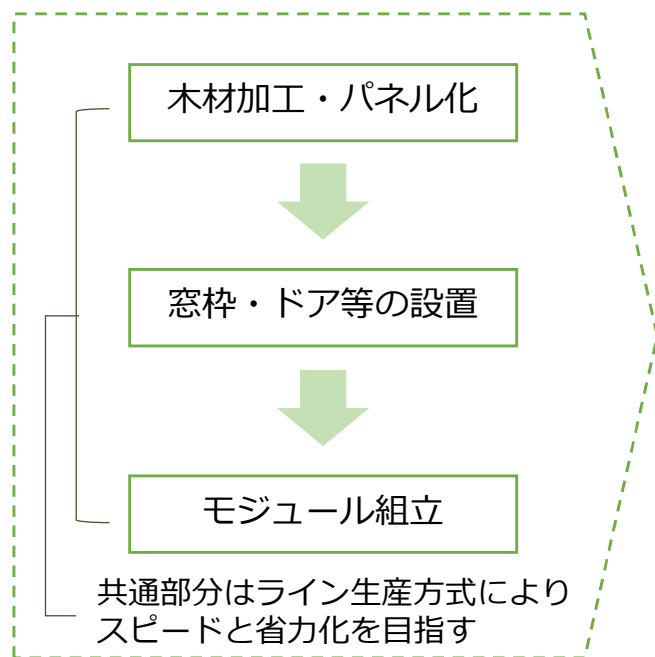 木材加工・パネル化
窓枠・ドア等の設置
モジュール組立
共通部分はライン生産方式により
スピードと省力化を目指す